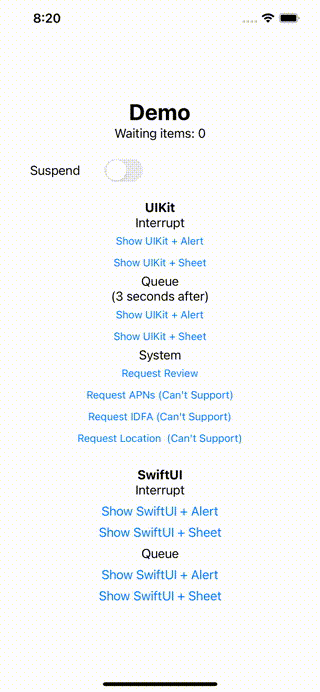 8:20
Demo
Waiting items: 0
Suspend
UIKit
Interrupt
Show UIKit + Alert
Show UIKit + Sheet
Queue
(3 seconds after)
Show UIKit + Alert
Show UIKit + Sheet
System
Request Review
Request APNs (Can't Support)
Request IDFA (Can't Support)
Request Location  (Can't Support)
SwiftUI
Interrupt
Show SwiftUI + Alert
Show SwiftUI + Sheet
Queue
Show SwiftUI + Alert
Show SwiftUI + Sheet